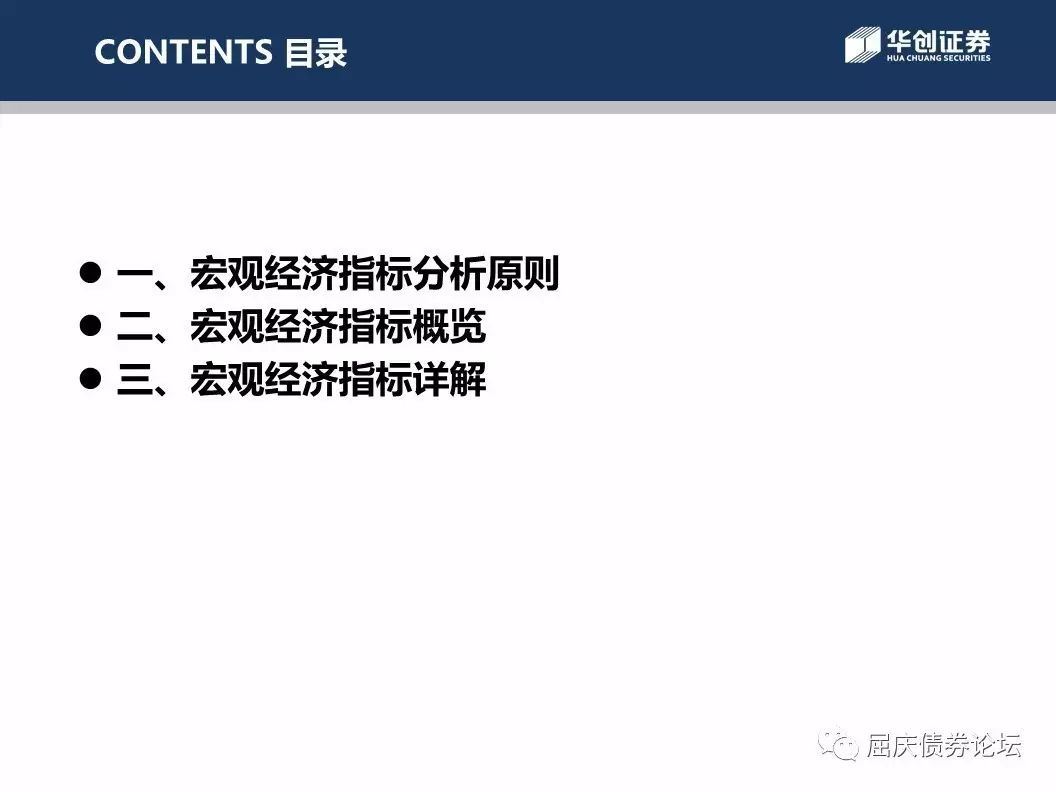 CONTENTS 目录
华创证券
HUA CHUANG SECURITIES
● 一、宏观经济指标分析原则
● 二、宏观经济指标概览
● 三、宏观经济指标详解
屈庆债券论坛